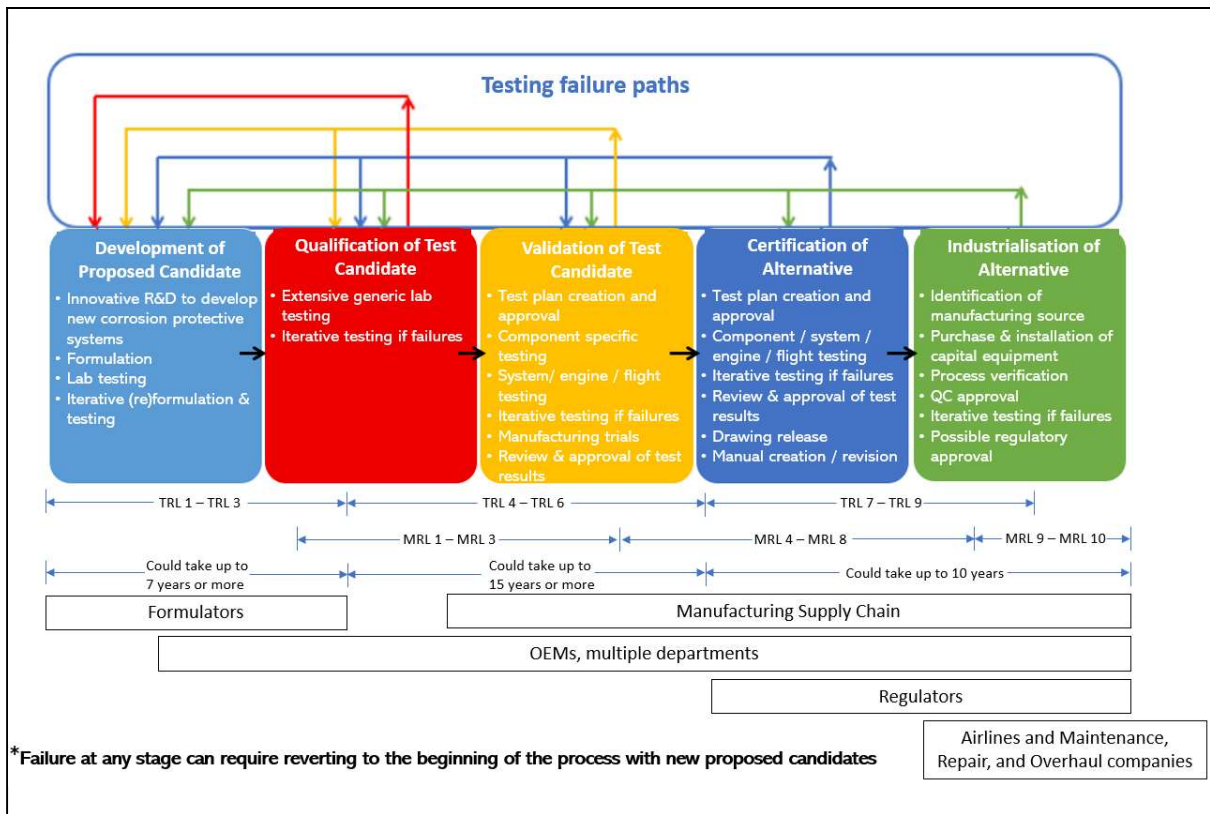 Testing failure paths
Development of
Proposed Candidate
• Innovative R&D to develop
new corrosion protective
systems
• Formulation
• Lab testing
• Iterative (re)formulation &
testing
Qualification of Test
Candidate
• Extensive generic lab
testing
• Iterative testing if failures
Validation of Test
Candidate
• Test plan creation and
approval
• Component specific
testing
• System/ engine / flight
testing
• Iterative testing if failures
• Manufacturing trials
• Review & approval of test
results
Certification of
Alternative
• Test plan creation and
approval
• Component / system /
engine / flight testing
• Iterative testing if failures
• Review & approval of test
results
• Drawing release
• Manual creation / revision
Industrialisation of
Alternative
• Identification of
manufacturing source
• Purchase & installation of
capital equipment
• Process verification
• QC approval
• Iterative testing if failures
• Possible regulatory
approval
TRL 1 – TRL 3
TRL 4 – TRL 6
TRL 7 – TRL 9
MRL 1 – MRL 3
MRL 4 – MRL 8
MRL 9 – MRL 10
Could take up to
7 years or more
Could take up to
15 years or more
Could take up to 10 years
Formulators
Manufacturing Supply Chain
OEMs, multiple departments
Regulators
Airlines and Maintenance,
Repair, and Overhaul companies
*Failure at any stage can require reverting to the beginning of the process with new proposed candidates